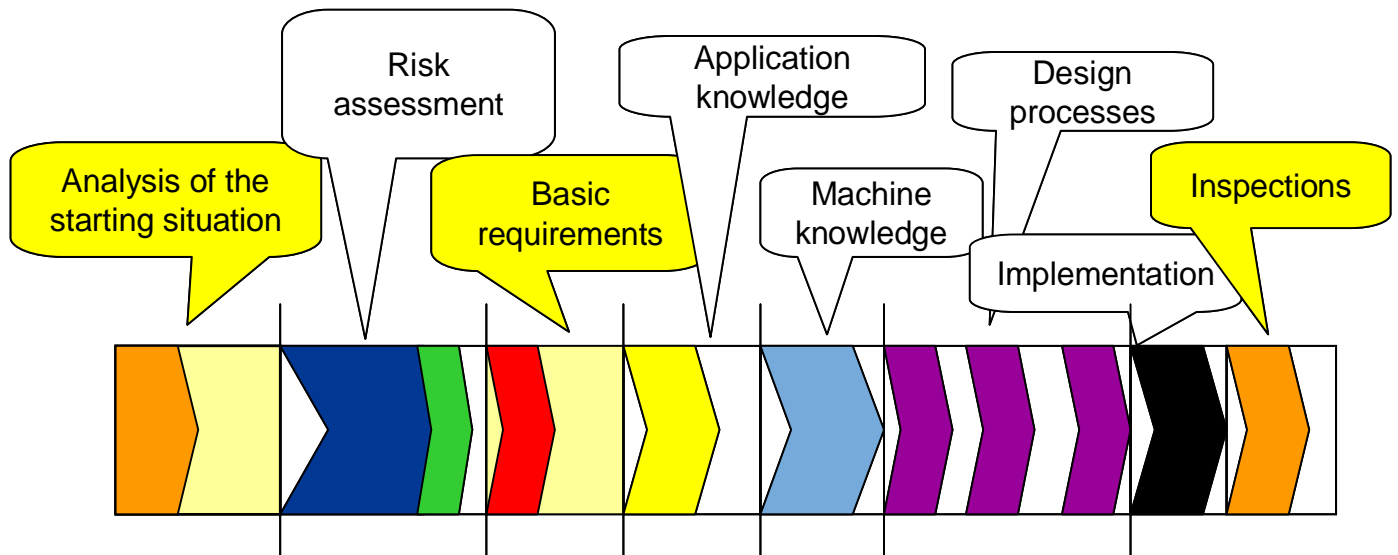 Analysis of the
starting situation
Risk
assessment
Basic
requirements
Application
knowledge
Machine
knowledge
Design
processes
Implementation
Inspections